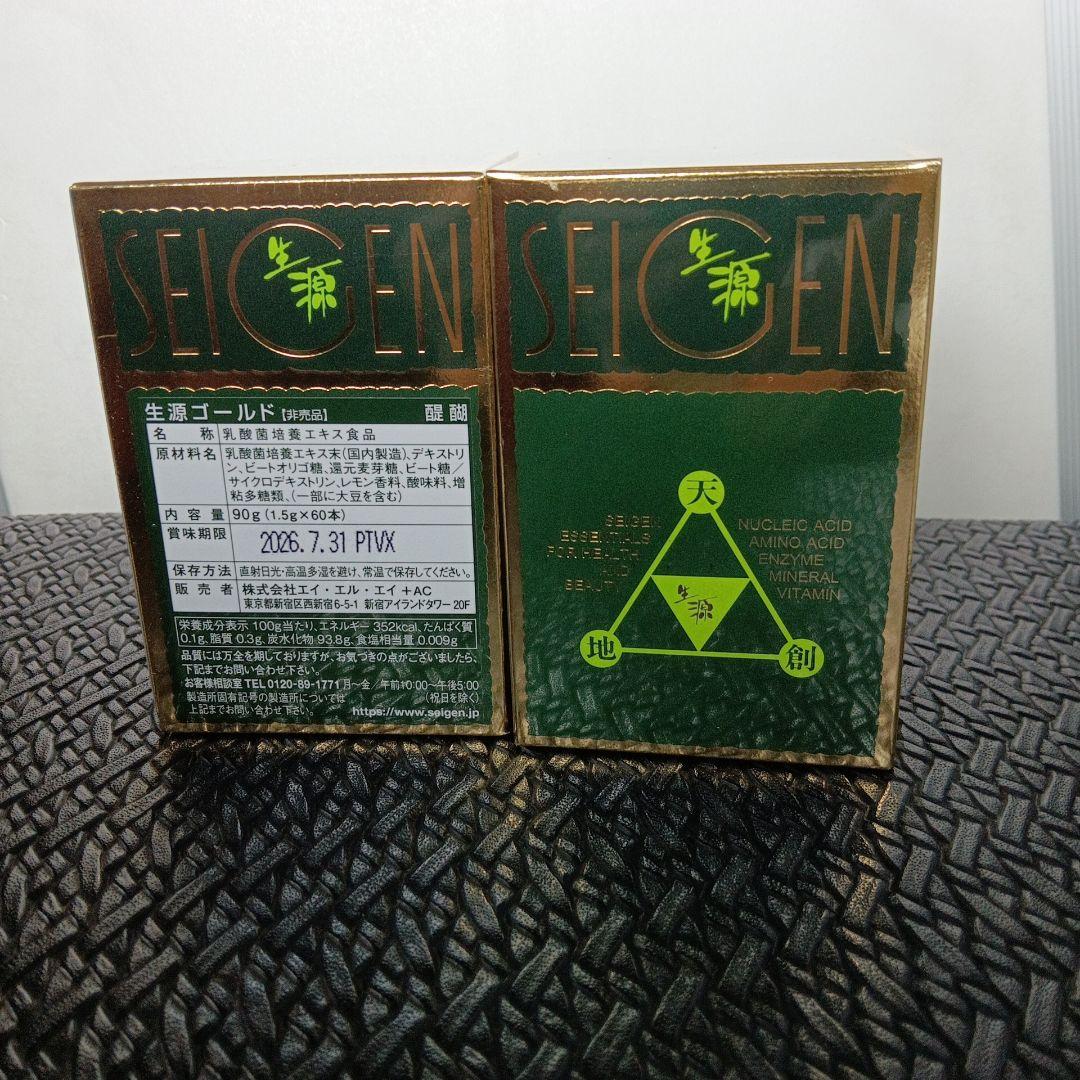 SEIGEN
生源
生源ゴールド【非売品】 醍醐
名 称 乳酸菌培養エキス食品
原材料名 乳酸菌培養エキス末(国内製造)、デキストリ
ン、ビートオリゴ糖、還元麦芽糖、ビート糖/
サイクロデキストリン、レモン香料、酸味料、増
粘多糖類、(一部に大豆を含む)
内容量 90g(1.5g×60本)
賞味期限 2026.7.31 PTVX
保存方法 直射日光・高温多湿を避け、常温で保存してください。
販売者 株式会社エイ・エル・エイ+AC
東京都新宿区西新宿6-5-1 新宿アイランドタワー 20F
栄養成分表示 100g当たり、エネルギー 352kcal、たんぱく質
0.1g、脂質 0.3g、炭水化物 93.8g、食塩相当量 0.009g
品質には万全を期しておりますが、お気づきの点がございましたら、
下記までお問い合わせ下さい。
お客様相談室 TEL 0120-89-1771 月~金/午前10:00~午後5:00
製造所固有記号の製造所については (祝日を除く)
上記までお問い合わせ下さい。 https://www.seigen.jp
SEIGEN
生源
天
SEIGEN
ESSENTIALS
FOR HEALTH
AND
BEAUTY
NUCLEIC ACID
AMINO ACID
ENZYME
MINERAL
VITAMIN
生源
地
創